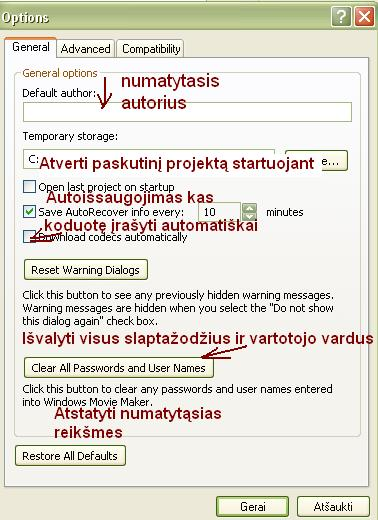 Options
General Advanced Compatibility
General options
numatytasis
Default author:
autorius
Temporary storage:
C:
Atverti paskutinį projektą startuojant
Open last project on startup
Autoissaugojimas kas
Save AutoRecover info every: 10 minutes
koduotę įrašyti automatiškai
Download codecs automatically
Reset Warning Dialogs
Click this button to see any previously hidden warning messages.
Warning messages are hidden when you select the "Do not show
this dialog again" check box.
Išvalyti visus slaptažodžius ir vartotojo vardus
Clear All Passwords and User Names
Click this button to clear any passwords and user names entered
into Windows Movie Maker.
Atstatyti numatytąsias
reikšmes
Restore All Defaults
Gerai Atšaukti